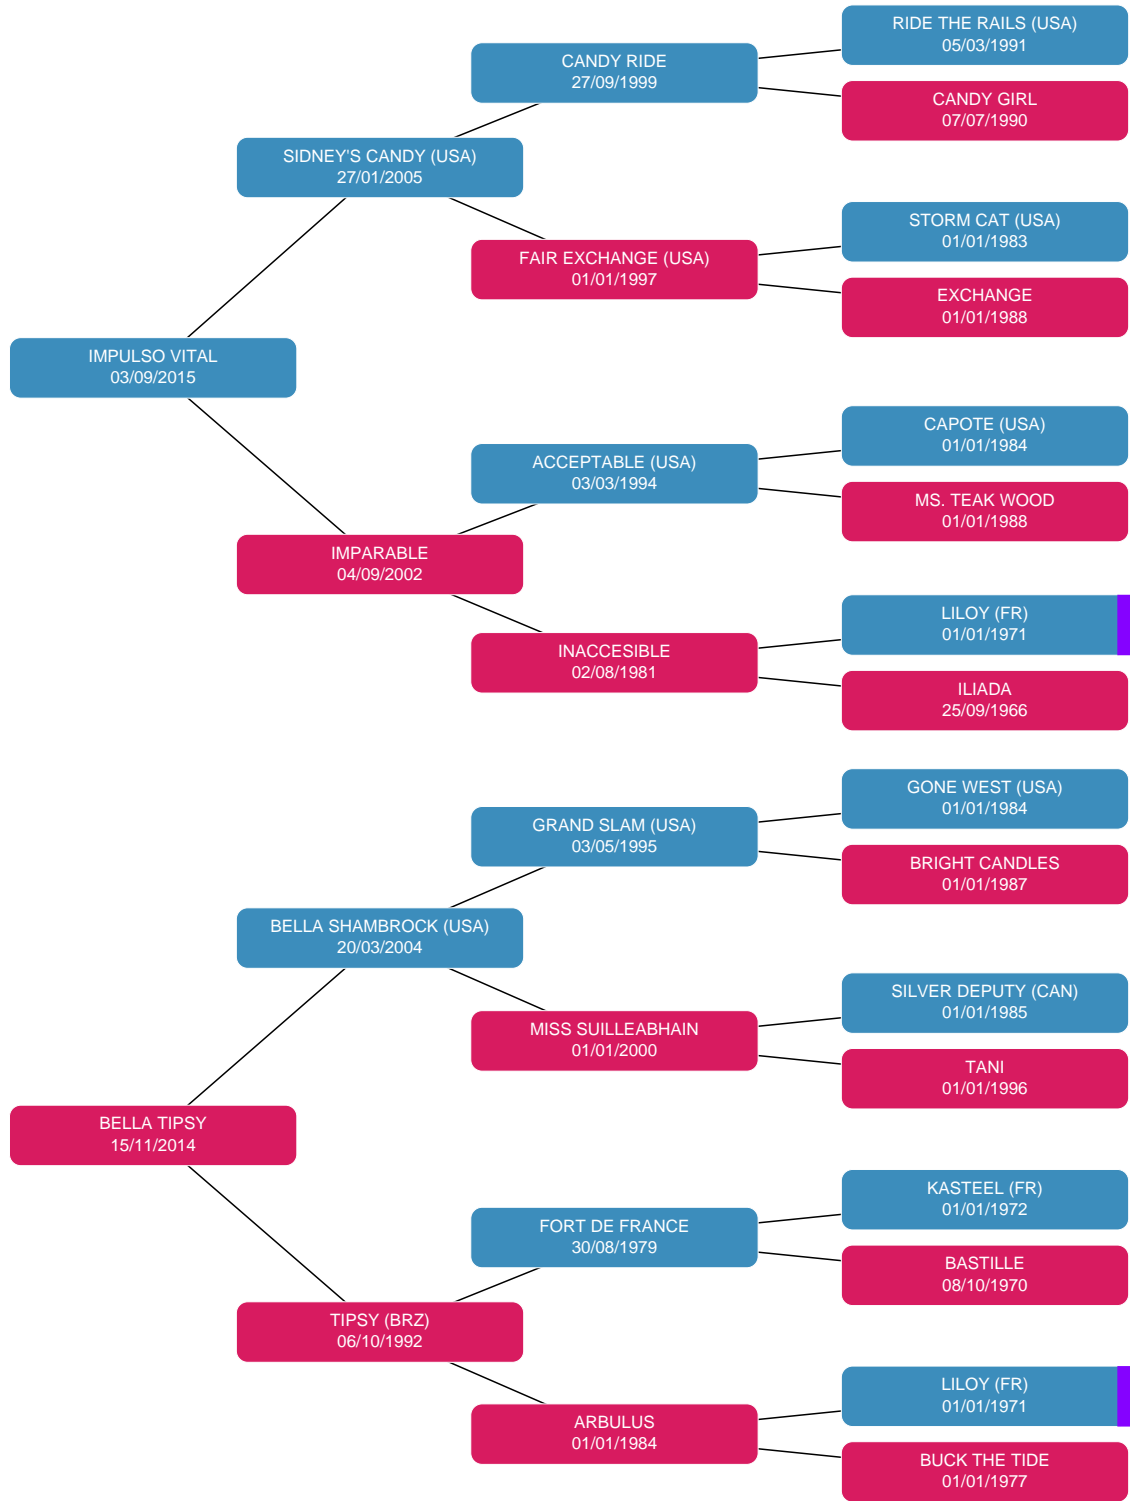 RIDE THE RAILS (USA)
05/03/1991
CANDY RIDE
27/09/1999
CANDY GIRL
07/07/1990
SIDNEY'S CANDY (USA)
27/01/2005
STORM CAT (USA)
01/01/1983
FAIR EXCHANGE (USA)
01/01/1997
EXCHANGE
01/01/1988
IMPULSO VITAL
03/09/2015
CAPOTE (USA)
01/01/1984
ACCEPTABLE (USA)
03/03/1994
MS. TEAK WOOD
01/01/1988
IMPARABLE
04/09/2002
LILOY (FR)
01/01/1971
INACCESIBLE
02/08/1981
ILIADA
25/09/1966
GONE WEST (USA)
01/01/1984
GRAND SLAM (USA)
03/05/1995
BRIGHT CANDLES
01/01/1987
BELLA SHAMBROCK (USA)
20/03/2004
SILVER DEPUTY (CAN)
01/01/1985
MISS SUILLEABHAIN
01/01/2000
TANI
01/01/1996
BELLA TIPSY
15/11/2014
KASTEEL (FR)
01/01/1972
FORT DE FRANCE
30/08/1979
BASTILLE
08/10/1970
TIPSY (BRZ)
06/10/1992
LILOY (FR)
01/01/1971
ARBULUS
01/01/1984
BUCK THE TIDE
01/01/1977